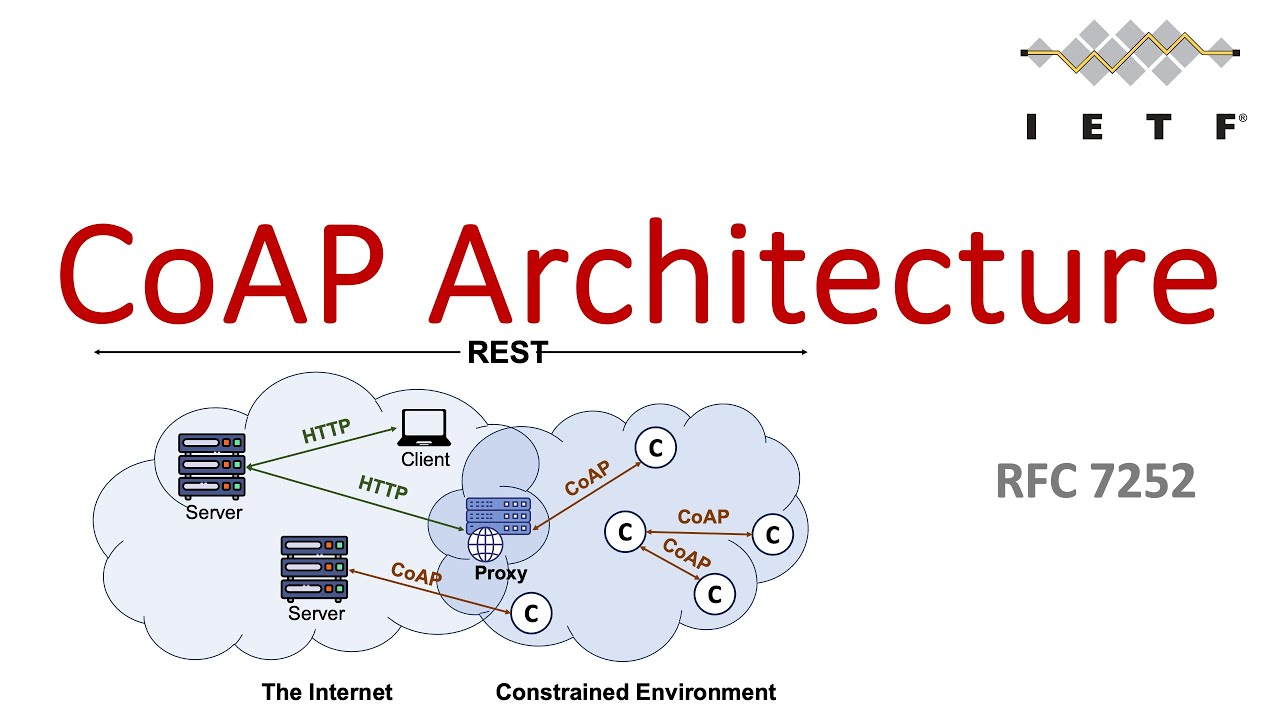 IETF®
CoAP Architecture
REST
RFC 7252
HTTP
Client
HTTP
Server
CoAP
C
C
CoAP
C
CoAP
C
Proxy
CoAP
Server
C
The Internet
Constrained Environment